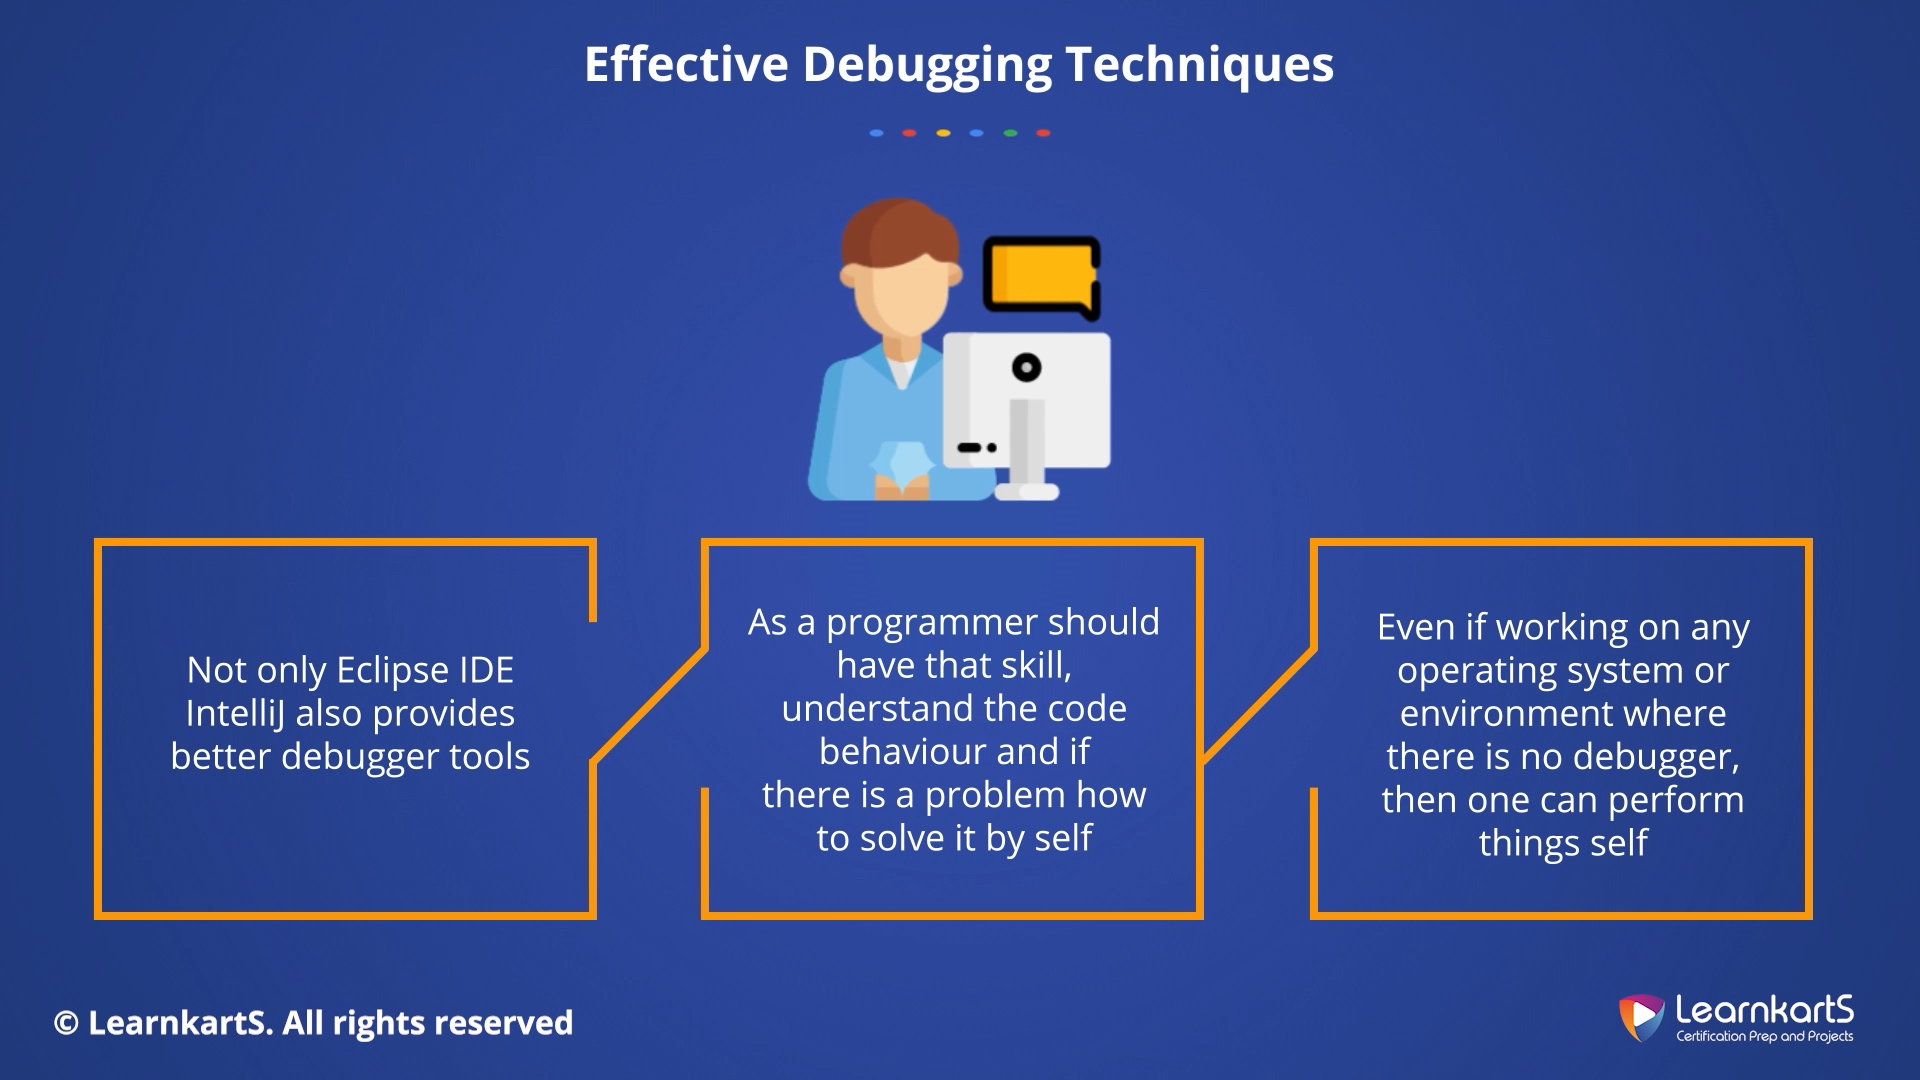 Effective Debugging Techniques
Not only Eclipse IDE
IntelliJ also provides
better debugger tools
As a programmer should
have that skill,
understand the code
behaviour and if
there is a problem how
to solve it by self
Even if working on any
operating system or
environment where
there is no debugger,
then one can perform
things self
© LearnkartS. All rights reserved
LearnkartS
Certification Prep and Projects